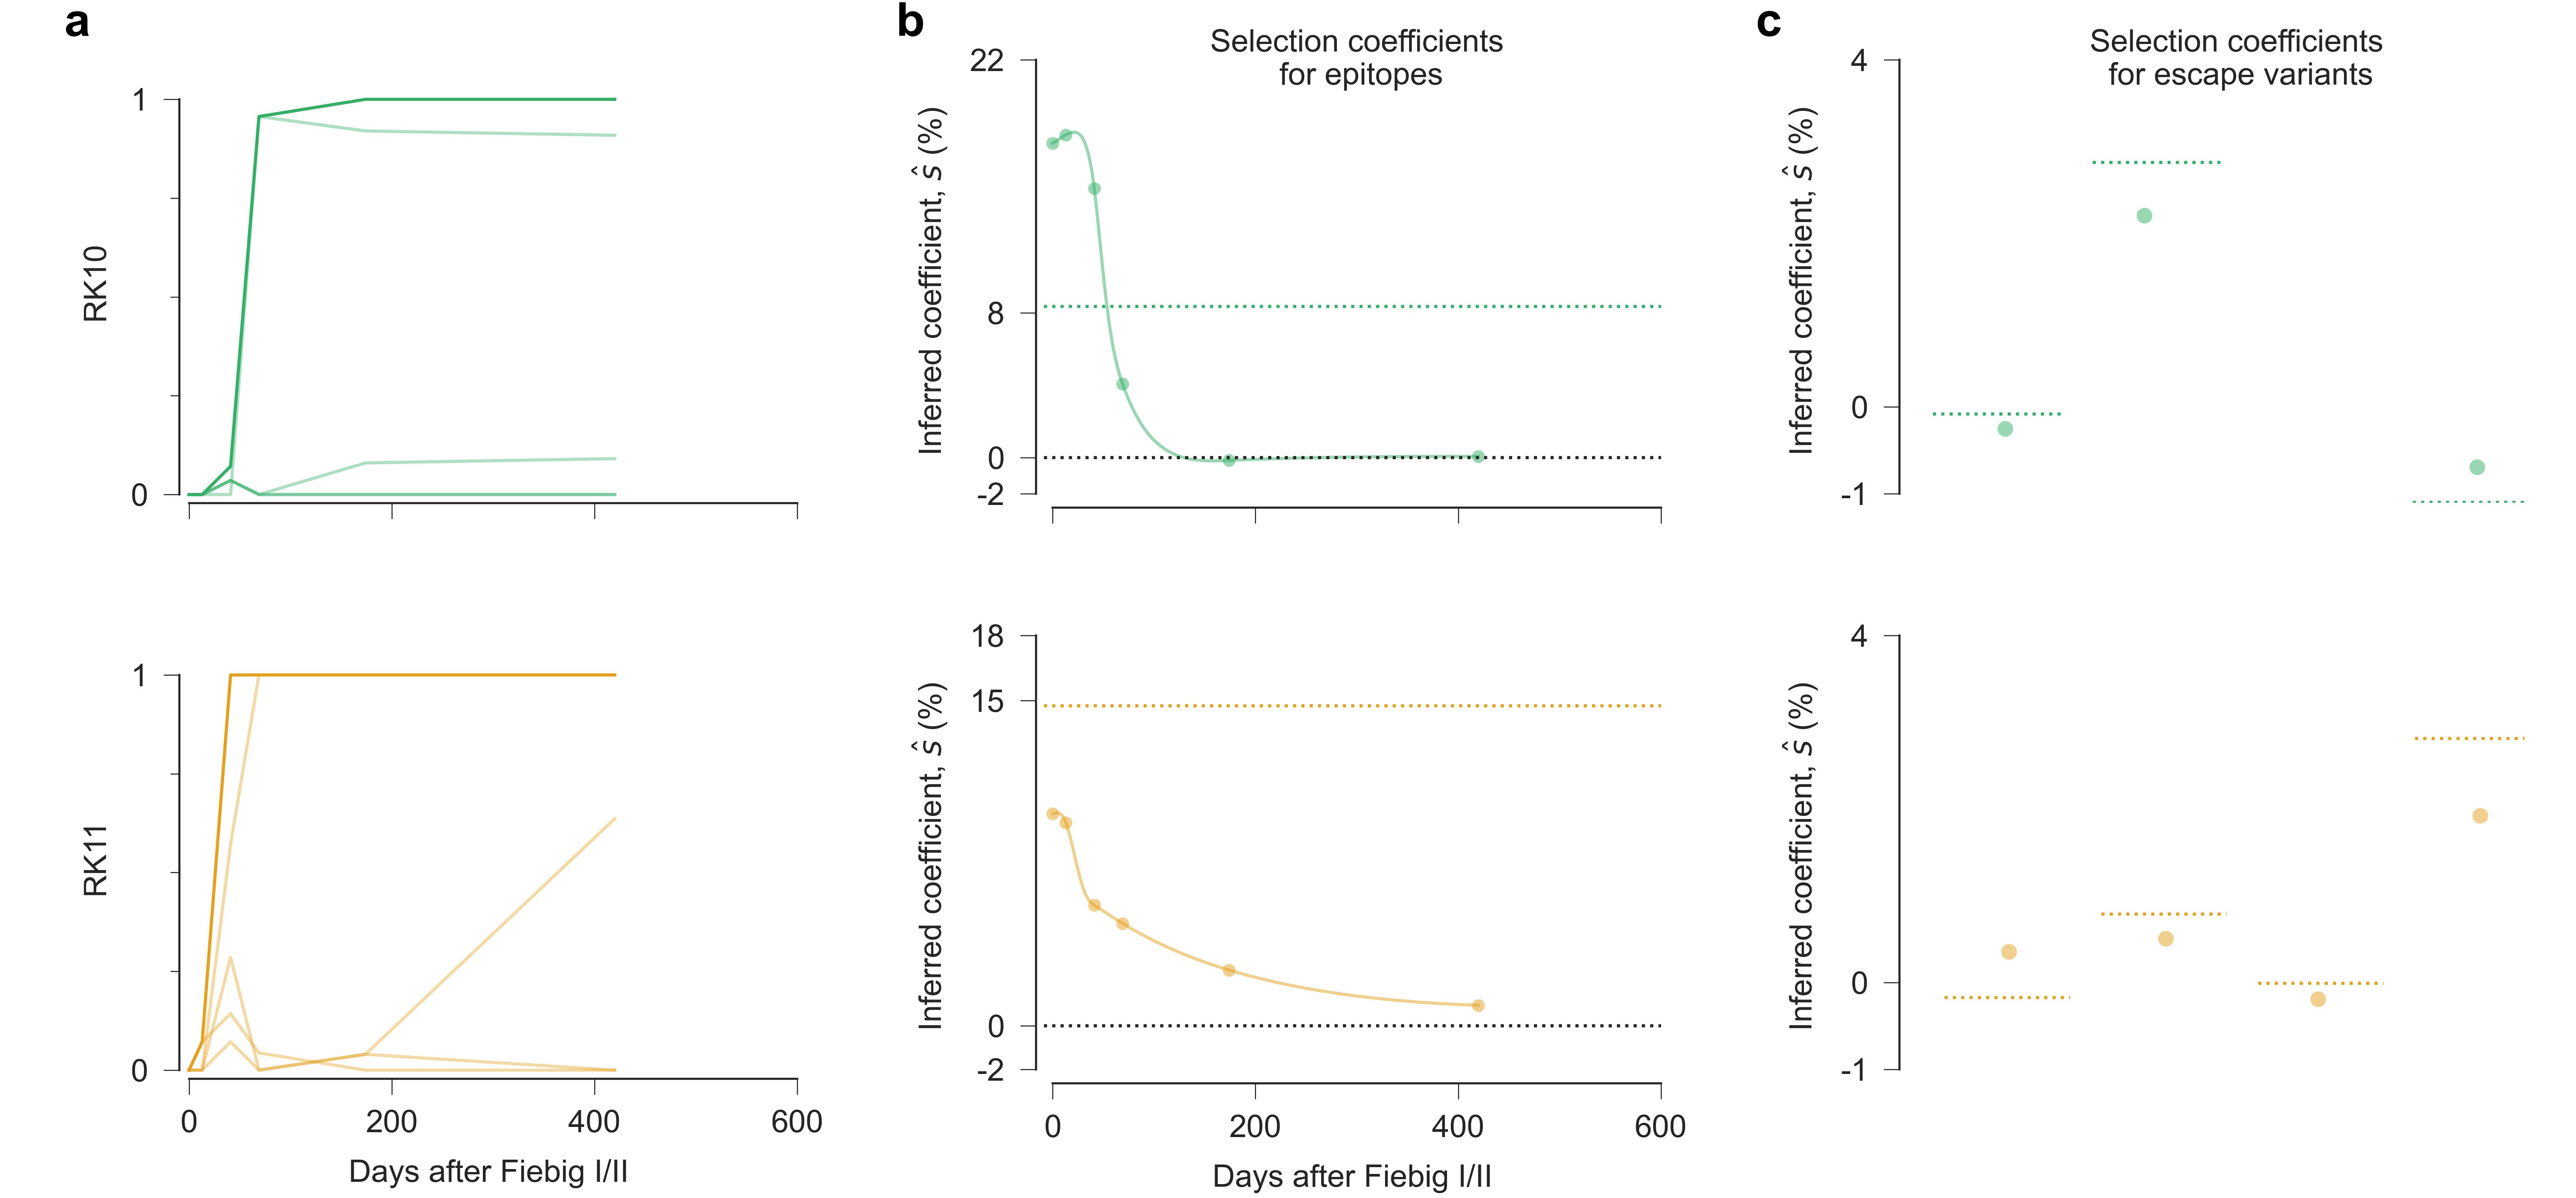 a
RK10
1
0
b
Selection coefficients
for epitopes
Inferred coefficient, ŝ (%)
22
8
0
-2
c
Selection coefficients
for escape variants
Inferred coefficient, ŝ (%)
4
0
-1
RK11
1
0
0 200 400 600
Days after Fiebig I/II
Inferred coefficient, ŝ (%)
18
15
0
-2
0 200 400 600
Days after Fiebig I/II
Inferred coefficient, ŝ (%)
4
0
-1